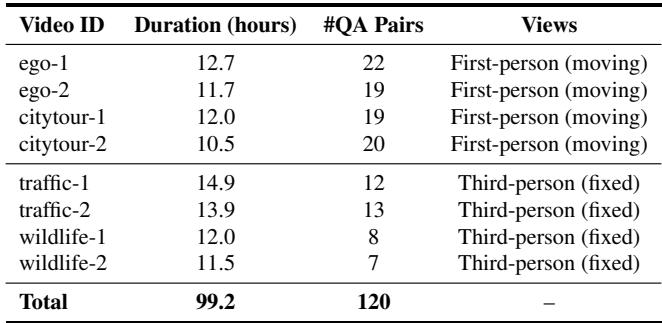 Video ID Duration (hours) #QA Pairs Views
ego-1 12.7 22 First-person (moving)
ego-2 11.7 19 First-person (moving)
citytour-1 12.0 19 First-person (moving)
citytour-2 10.5 20 First-person (moving)
traffic-1 14.9 12 Third-person (fixed)
traffic-2 13.9 13 Third-person (fixed)
wildlife-1 12.0 8 Third-person (fixed)
wildlife-2 11.5 7 Third-person (fixed)
Total 99.2 120 –